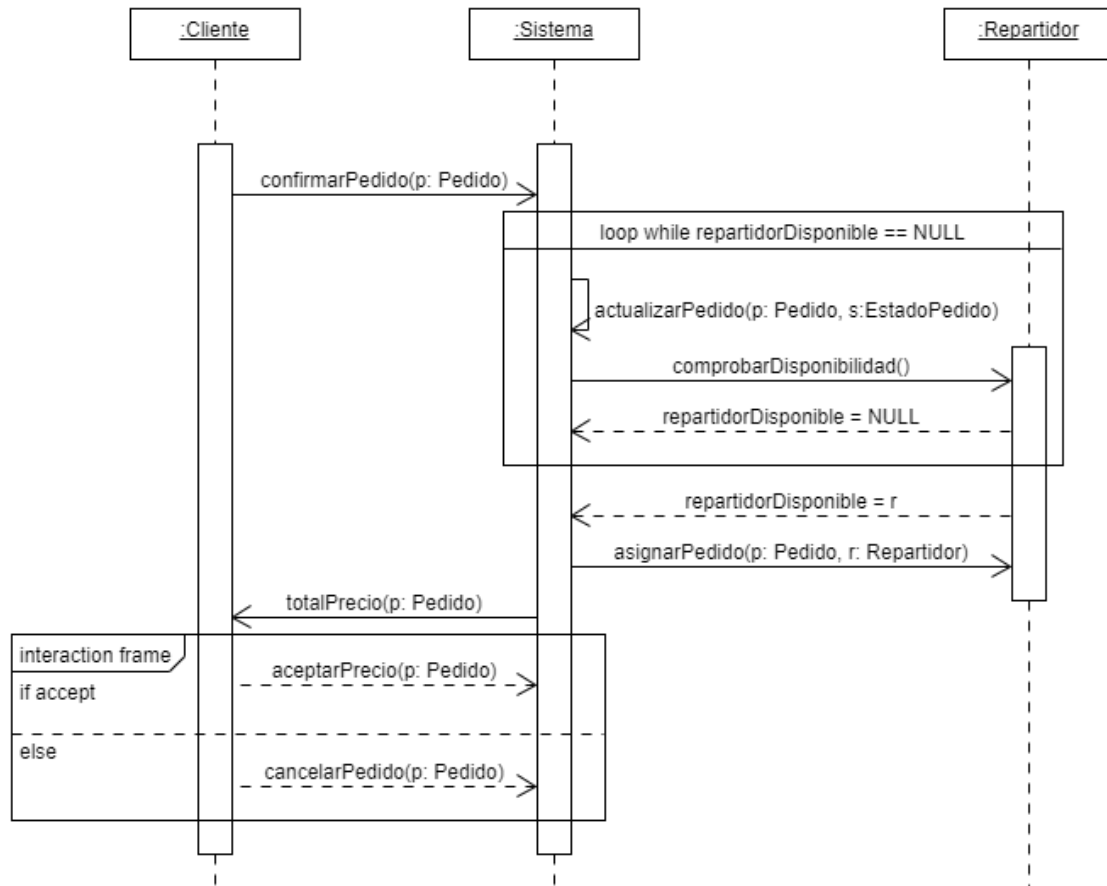 :Cliente
:Sistema
:Repartidor
confirmarPedido(p: Pedido)
loop while repartidorDisponible == NULL
actualizarPedido(p: Pedido, s:EstadoPedido)
comprobarDisponibilidad()
repartidorDisponible = NULL
repartidorDisponible = r
asignarPedido(p: Pedido, r: Repartidor)
totalPrecio(p: Pedido)
interaction frame
aceptarPrecio(p: Pedido)
if accept
else
cancelarPedido(p: Pedido)